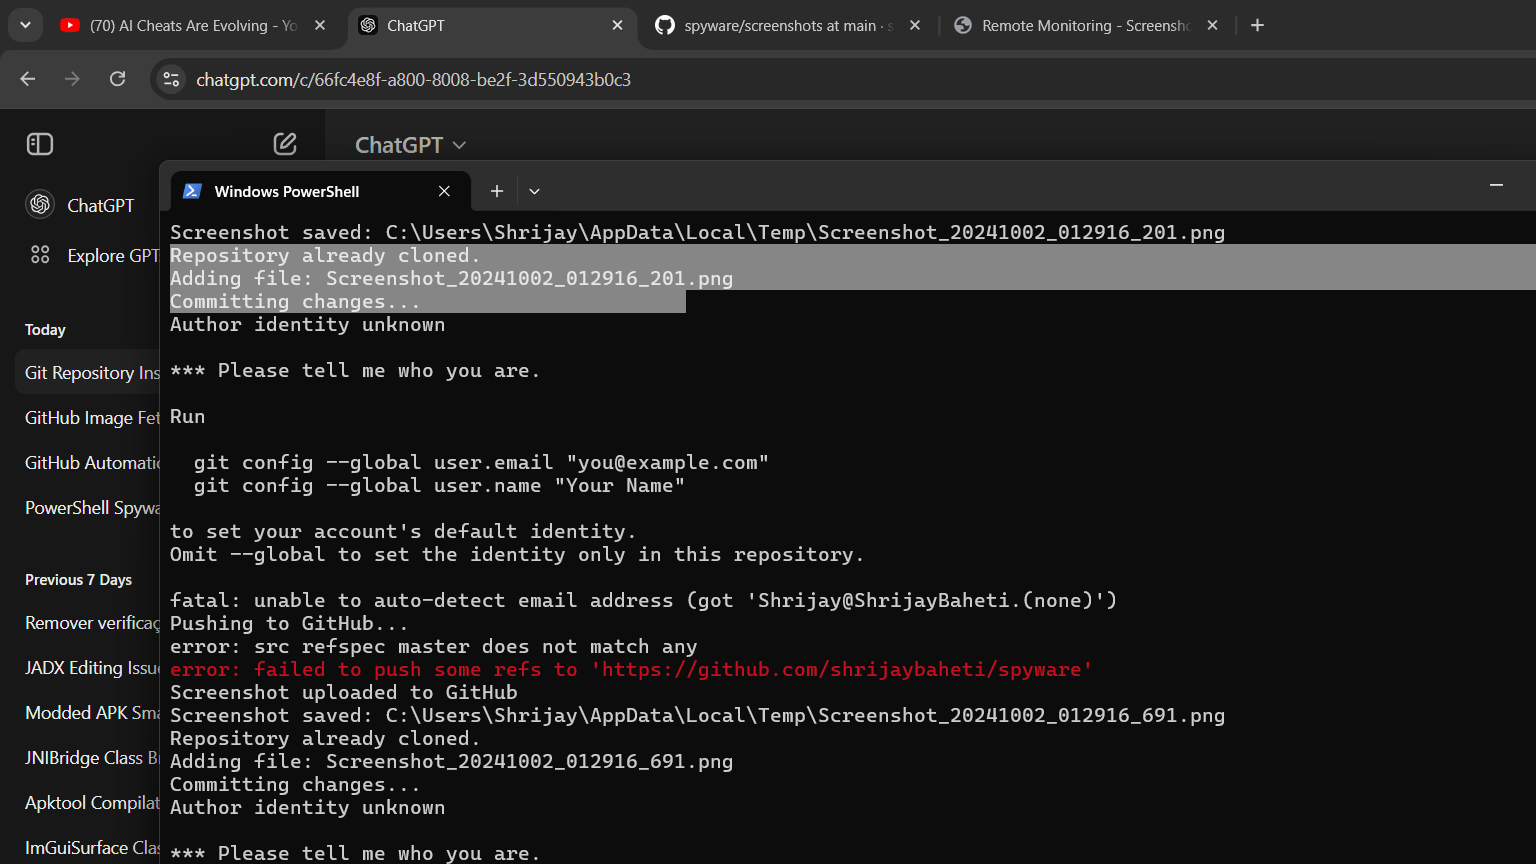 (70) AI Cheats Are Evolving - Yo
ChatGPT
spyware/screenshots at main · s
Remote Monitoring - Screensho
chatgpt.com/c/66fc4e8f-a800-8008-be2f-3d550943b0c3
ChatGPT
ChatGPT
Explore GPT
Today
Git Repository Ins
GitHub Image Fet
GitHub Automatic
PowerShell Spywa
Previous 7 Days
Remover verificaç
JADX Editing Issue
Modded APK Sma
JNIBridge Class B
Apktool Compilat
ImGuiSurface Clas
Windows PowerShell
Screenshot saved: C:\Users\Shrijay\AppData\Local\Temp\Screenshot_20241002_012916_201.png
Repository already cloned.
Adding file: Screenshot_20241002_012916_201.png
Committing changes...
Author identity unknown
*** Please tell me who you are.
Run
git config --global user.email "you@example.com"
git config --global user.name "Your Name"
to set your account's default identity.
Omit --global to set the identity only in this repository.
fatal: unable to auto-detect email address (got 'Shrijay@ShrijayBaheti.(none)')
Pushing to GitHub...
error: src refspec master does not match any
error: failed to push some refs to 'https://github.com/shrijaybaheti/spyware'
Screenshot uploaded to GitHub
Screenshot saved: C:\Users\Shrijay\AppData\Local\Temp\Screenshot_20241002_012916_691.png
Repository already cloned.
Adding file: Screenshot_20241002_012916_691.png
Committing changes...
Author identity unknown
*** Please tell me who you are.